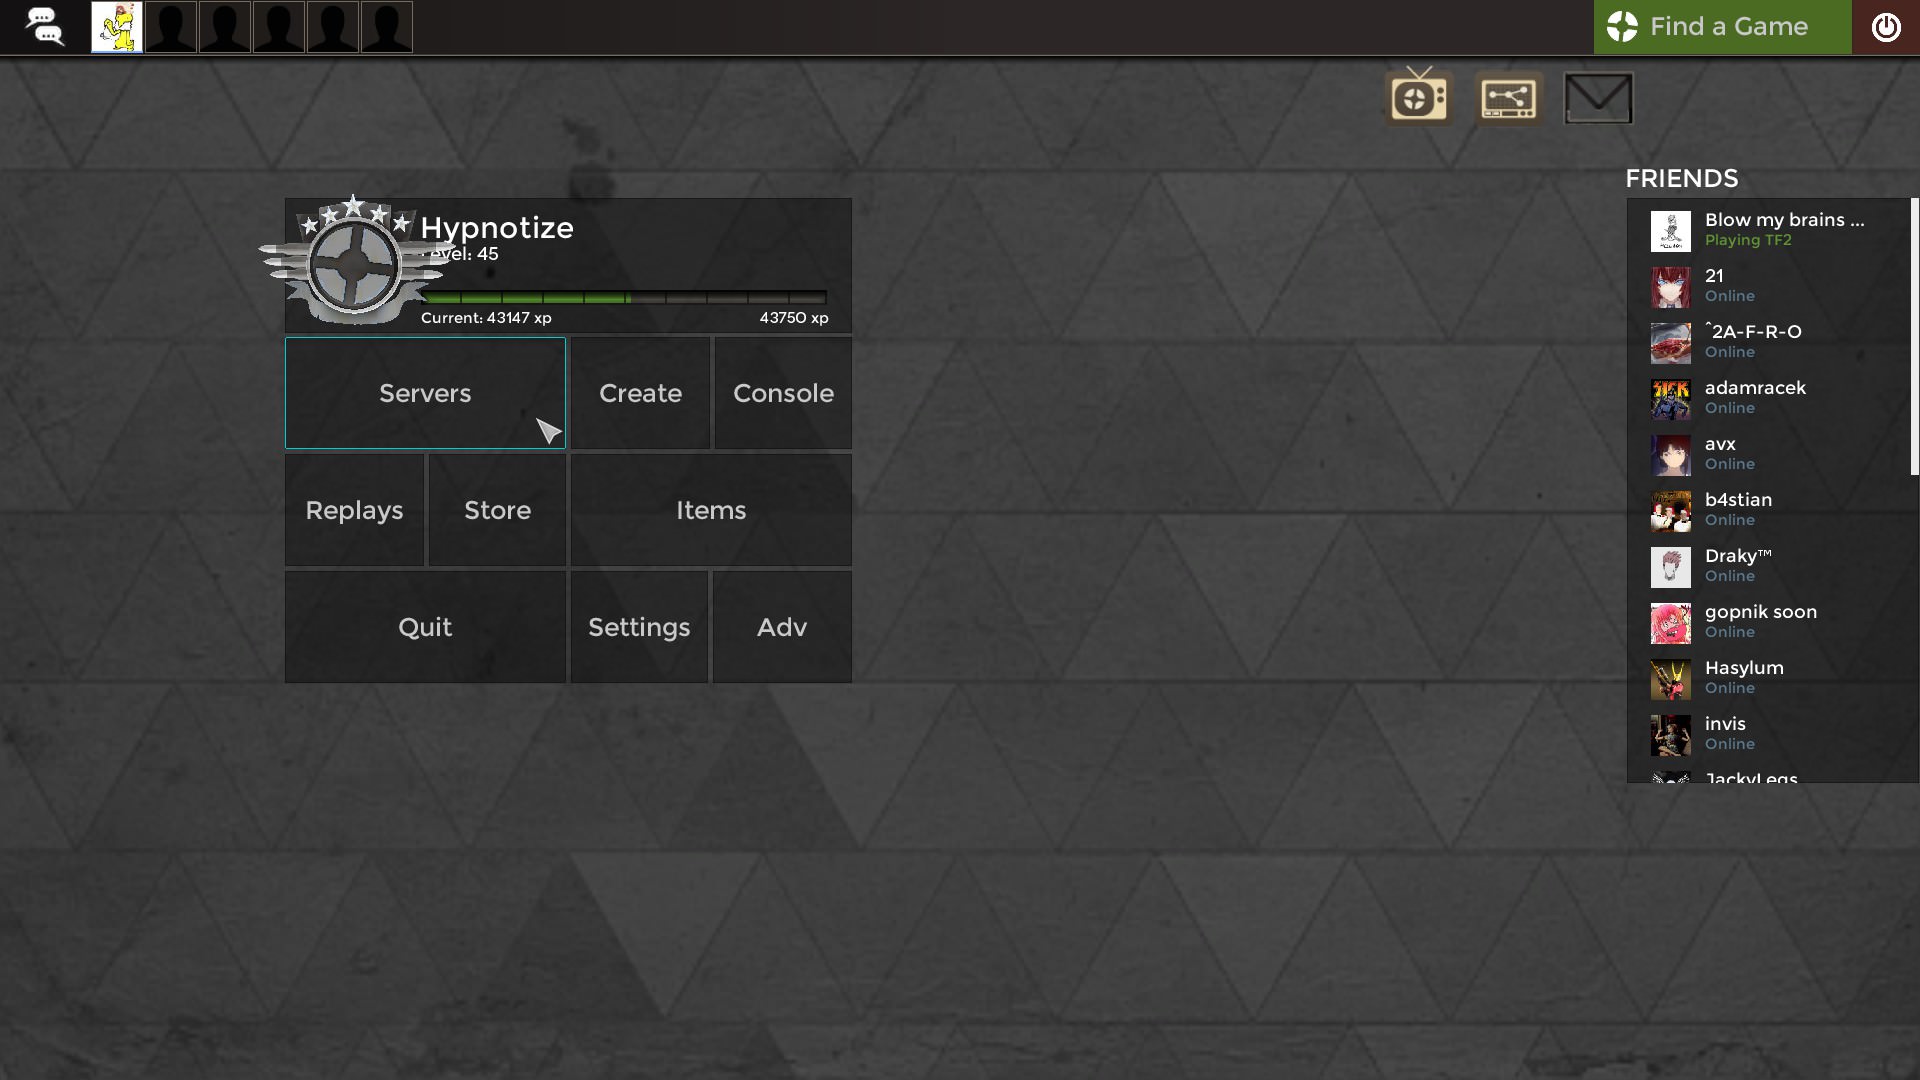 Find a Game
FRIENDS
Hypnotize
evel: 45
Current: 43147 xp
43750 xp
Servers
Create
Console
Replays
Store
Items
Quit
Settings
Adv
Blow my brains ...
Playing TF2
21
Online
^2A-F-R-O
Online
adamracek
Online
avx
Online
b4stian
Online
Draky™
Online
gopnik soon
Online
Hasylum
Online
invis
Online
JackyLegs